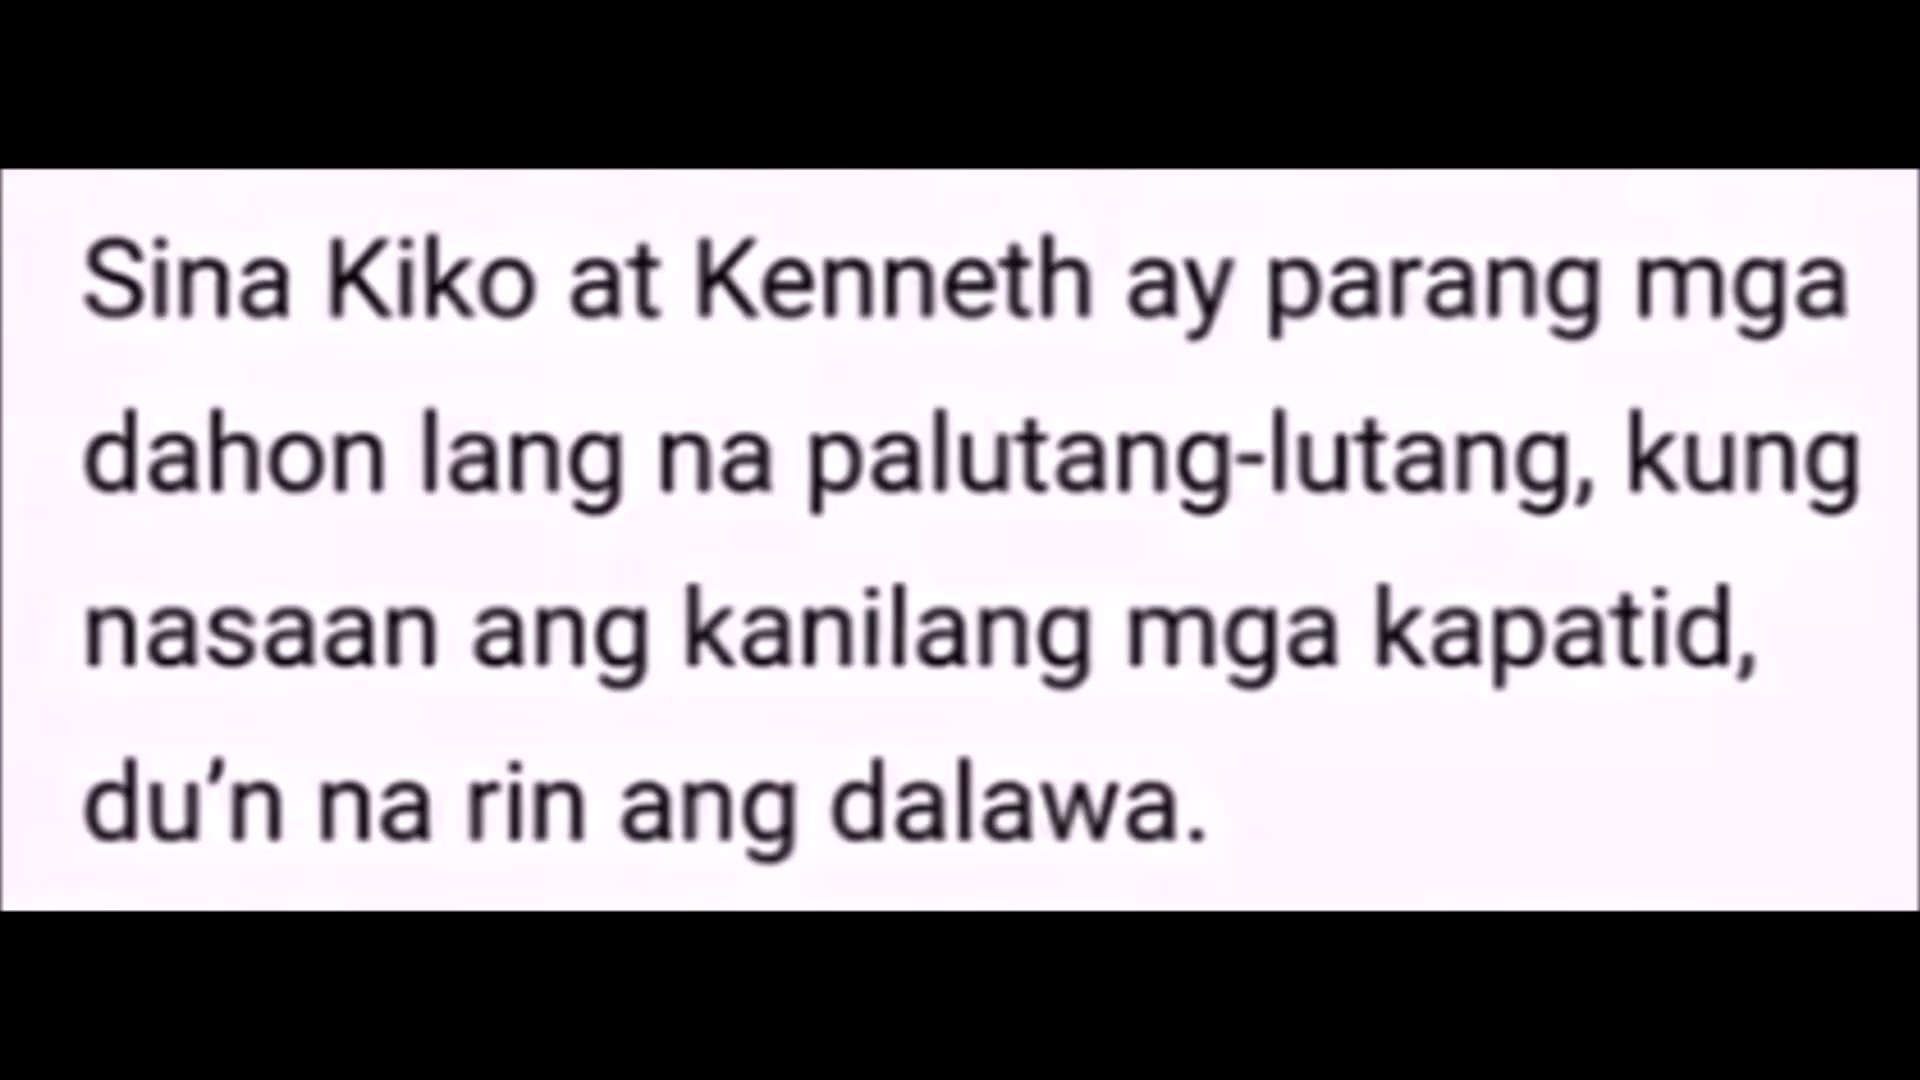 Sina Kiko at Kenneth ay parang mga
dahon lang na palutang-lutang, kung
nasaan ang kanilang mga kapatid,
du’n na rin ang dalawa.